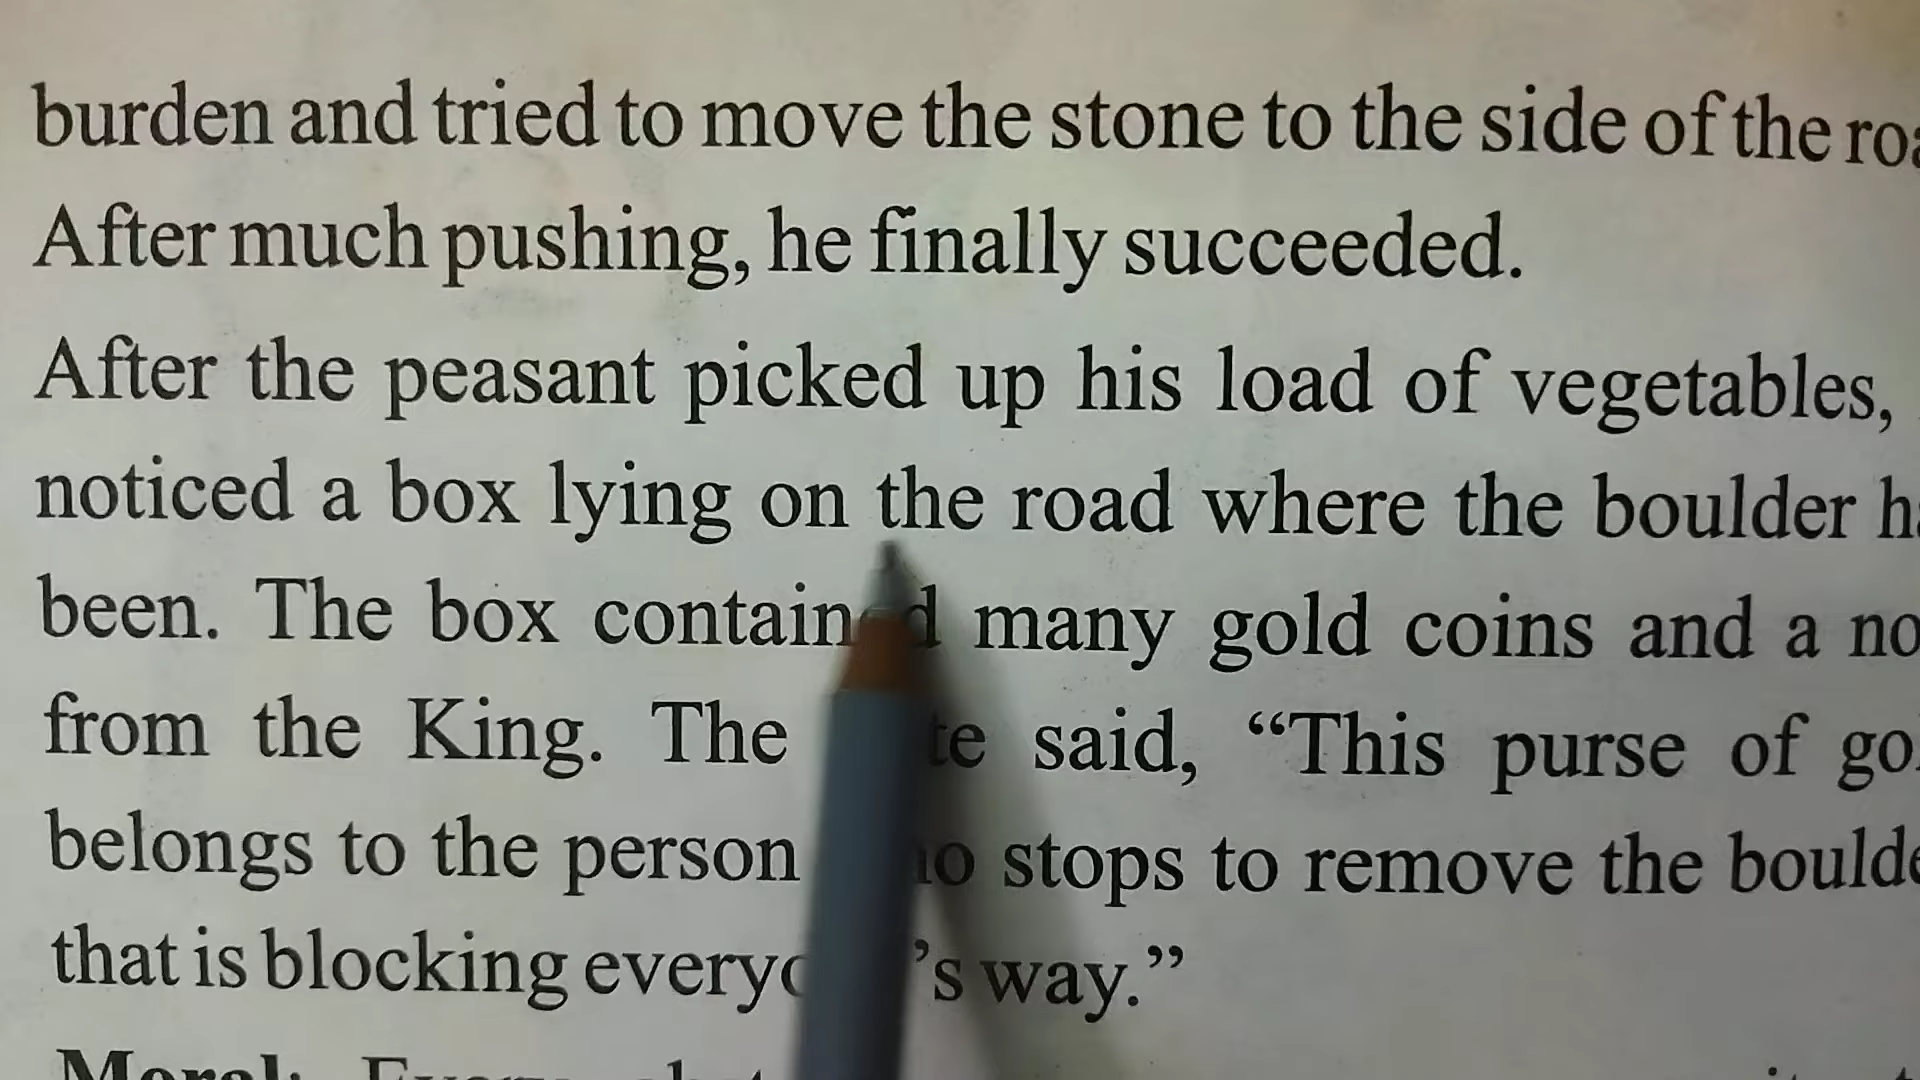 burden and tried to move the stone to the side of the
After much pushing, he finally succeeded.
After the peasant picked up his load of vegetables,
noticed a box lying on the road where the boulder
been. The box contained many gold coins and a
from the King. The said, “This purse of
belongs to the person stops to remove the
that is blocking way.”
Moral: